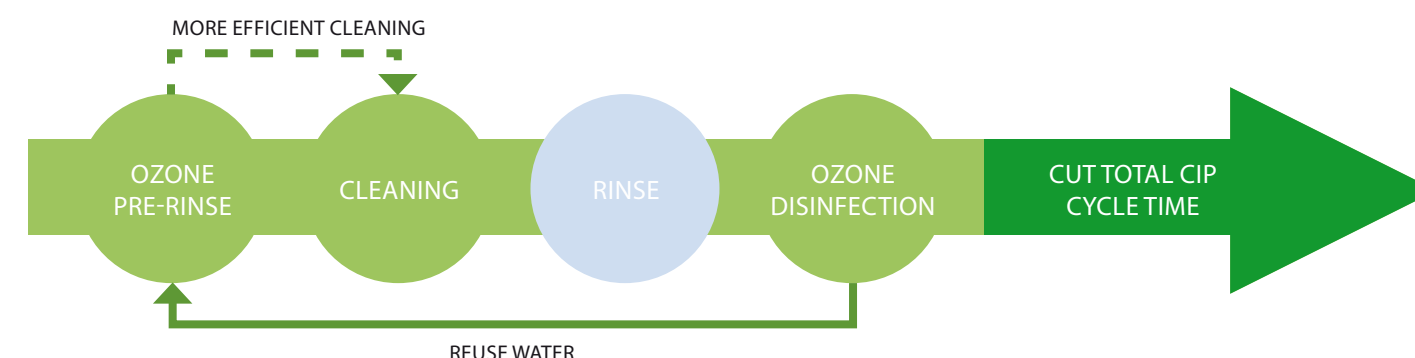 MORE EFFICIENT CLEANING
OZONE
PRE-RINSE
CLEANING
RINSE
OZONE
DISINFECTION
CUT TOTAL CIP
CYCLE TIME
REUSE WATER